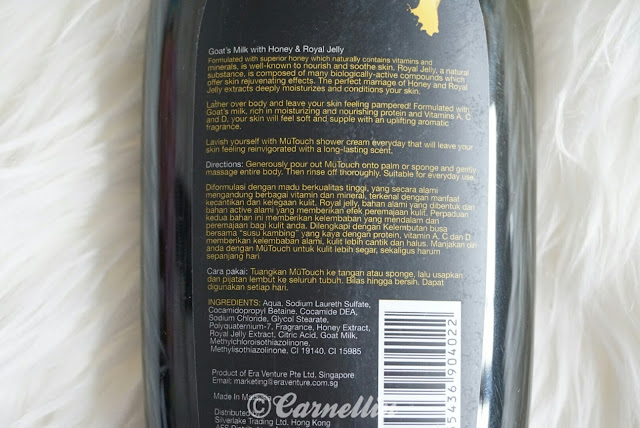 Goat's Milk with Honey & Royal Jelly
Formulated with superior honey which naturally contains vitamins and
minerals, is well-known to nourish and soothe skin. Royal Jelly, a natural
substance, is composed of many biologically-active compounds which
offer skin rejuvenating effects. The perfect marriage of Honey and Royal
Jelly extracts deeply moisturizes and conditions your skin.
Lather over body and leave your skin feeling pampered! Formulated with
Goat's milk, rich in moisturizing and nourishing protein and Vitamins A, C
and D, your skin will feel soft and supple with an uplifting aromatic
fragrance.
Lavish yourself with MüTouch shower cream everyday that will leave your
skin feeling reinvigorated with a long-lasting scent.
Directions: Generously pour out MüTouch onto palm or sponge and gently
massage entire body. Then rinse off thoroughly. Suitable for everyday use.
Diformulasi dengan madu berkualitas tinggi, yang secara alami
mengandung berbagai vitamin dan mineral, terkenal dengan manfaat
kecantikan dan kelegaan kulit. Royal jelly, bahan alami yang dibentuk dari
bahan active alami yang memberikan efek peremajaan kulit. Perpaduan
kedua bahan ini memberikan kelembaban yang mendalam dan
peremajaan bagi kulit anda. Dilengkapi dengan Kelembutan busa
bersama "susu kambing" yang kaya dengan protein, vitamin A, C dan D
memberikan kelembaban alami, kulit lebih cantik dan halus. Manjakan diri
anda dengan MüTouch untuk kulit lebih segar, sekaligus harum
sepanjang hari
Cara pakai: Tuangkan MüTouch ke tangan atau sponge, lalu usapkan
dan pijatan lembut ke seluruh tubuh. Bilas hingga bersih. Dapat
digunakan setiap hari.
INGREDIENTS: Aqua, Sodium Laureth Sulfate,
Cocamidopropyl Betaine, Cocamide DEA,
Sodium Chloride, Glycol Stearate,
Polyquaternium-7, Fragrance, Honey Extract,
Royal Jelly Extract, Citric Acid, Goat Milk,
Methylchloroisothiazolinone,
Methylisothiazolinone, CI 19140, CI 15985
Product of Era Venture Pte Ltd, Singapore
Email: marketing@eraventure.com.sg
Made In
Distributed
Silverlake Trading Ltd, Hong Kong
55436 904022
© Carnellin